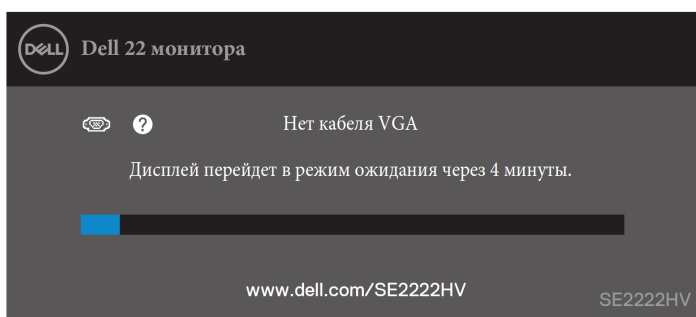 DELL
Dell 22 монитора
? Нет кабеля VGA
Дисплей перейдет в режим ожидания через 4 минуты.
www.dell.com/SE2222HV
SE2222HV